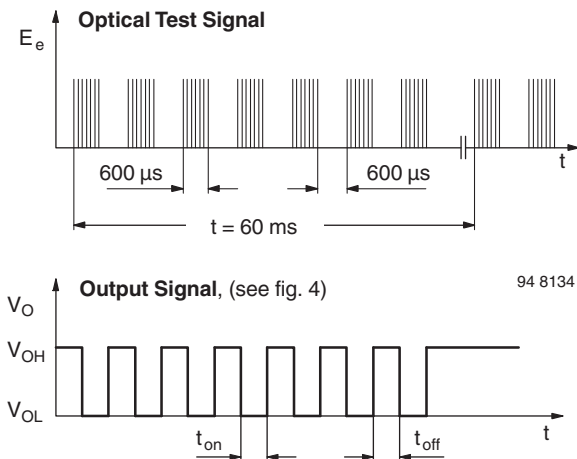 Optical Test Signal
E e
t
600 µs
600 µs
t = 60 ms
Output Signal, (see fig. 4)
94 8134
V O
V OH
V OL
t on
t off
t